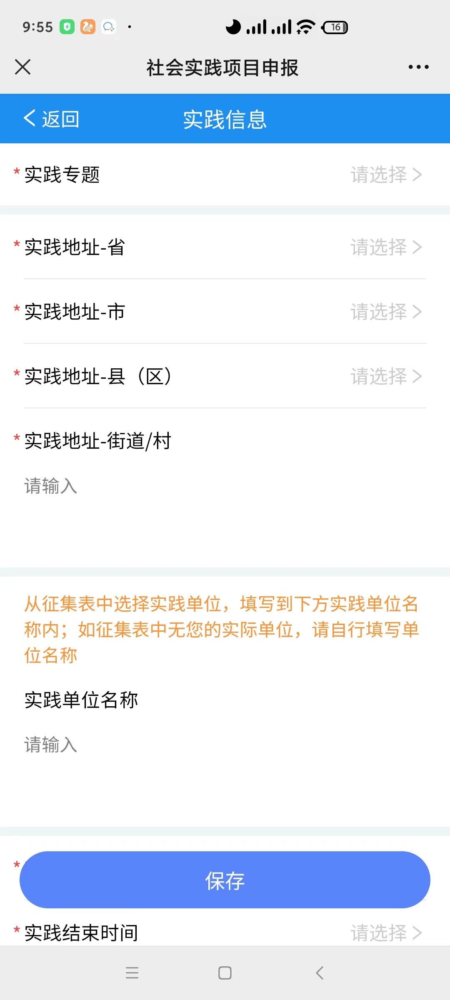 9:55
16
社会实践项目申报
返回
实践信息
* 实践专题 请选择
* 实践地址-省 请选择
* 实践地址-市 请选择
* 实践地址-县（区） 请选择
* 实践地址-街道/村
请输入
从征集表中选择实践单位，填写到下方实践单位名
称内；如征集表中无您的实际单位，请自行填写单
位名称
实践单位名称
请输入
*
保存
* 实践结束时间 请选择